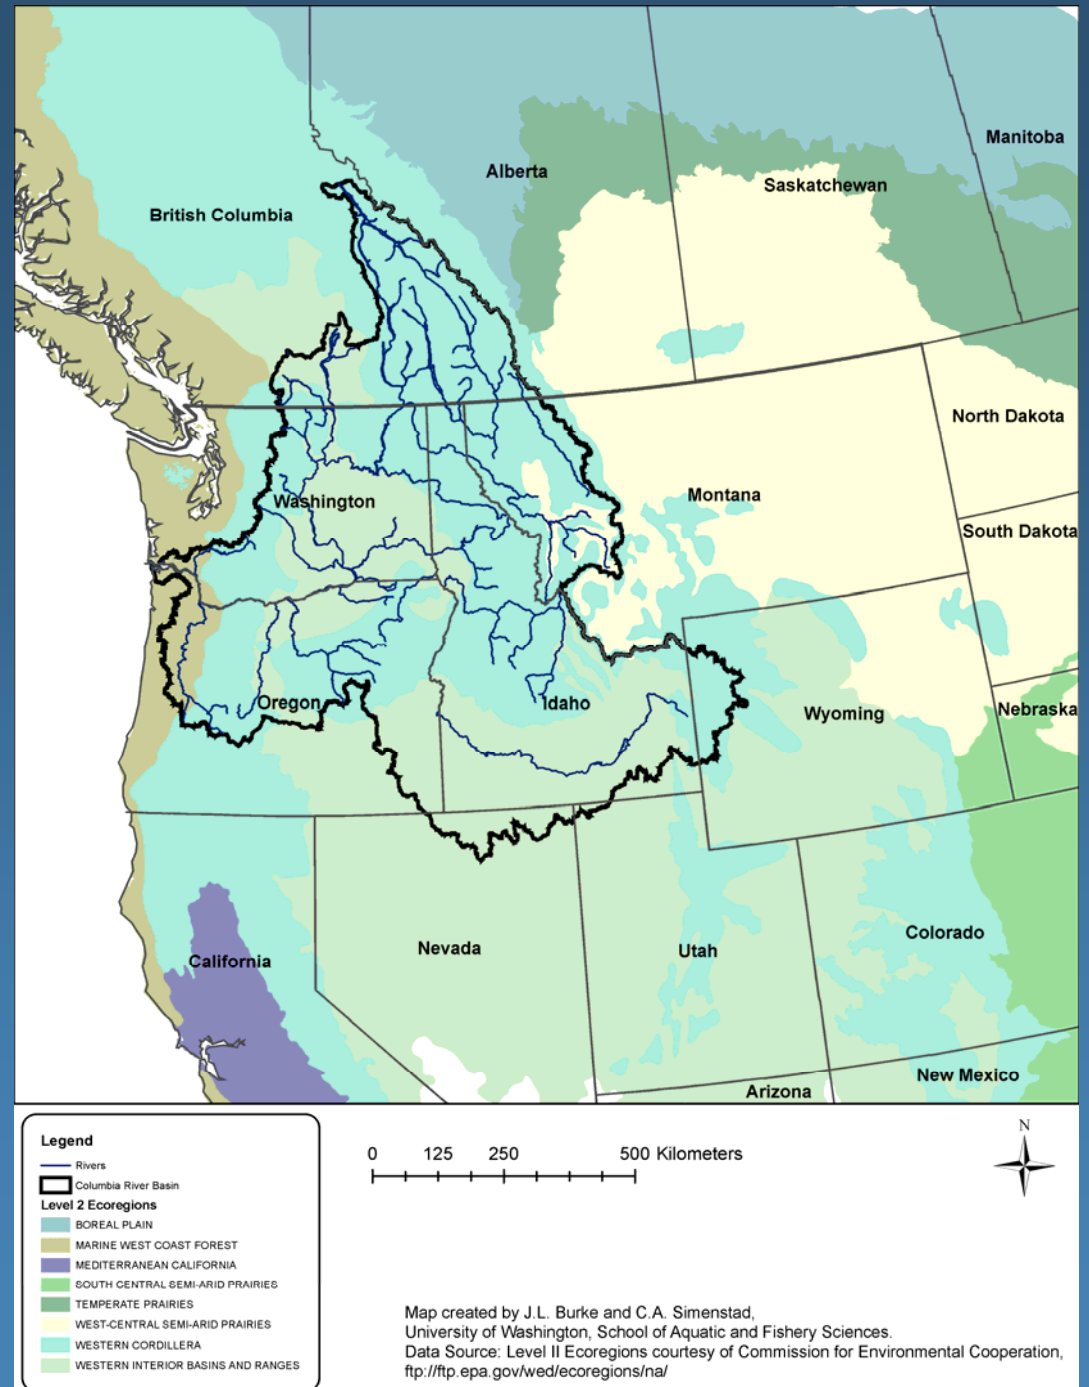 Manitoba
Alberta
Saskatchewan
British Columbia
North Dakota
Montana
Washington
South Dakota
Oregon
Idaho
Wyoming
Nebraska
Colorado
Nevada
Utah
California
New Mexico
Arizona
Legend
Rivers
Columbia River Basin
Level 2 Ecoregions
BOREAL PLAIN
MARINE WEST COAST FOREST
MEDITERRANEAN CALIFORNIA
SOUTH CENTRAL SEMI-ARID PRAIRIES
TEMPERATE PRAIRIES
WEST-CENTRAL SEMI-ARID PRAIRIES
WESTERN CORDILLERA
WESTERN INTERIOR BASINS AND RANGES
0 125 250 500 Kilometers
N
Map created by J.L. Burke and C.A. Simenstad,
University of Washington, School of Aquatic and Fishery Sciences.
Data Source: Level II Ecoregions courtesy of Commission for Environmental Cooperation,
ftp://ftp.epa.gov/wed/ecoregions/na/